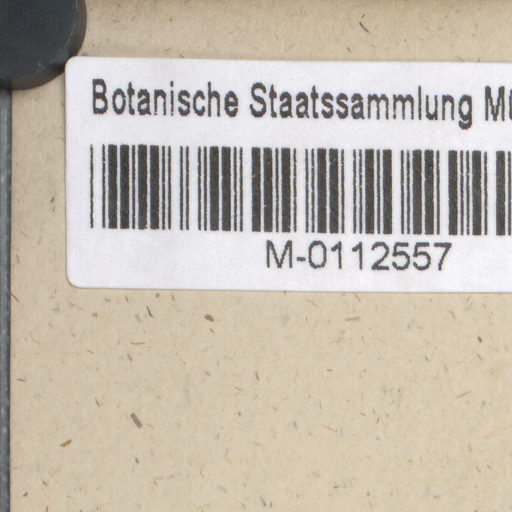 Botanische Staatssammlung
M-0112557